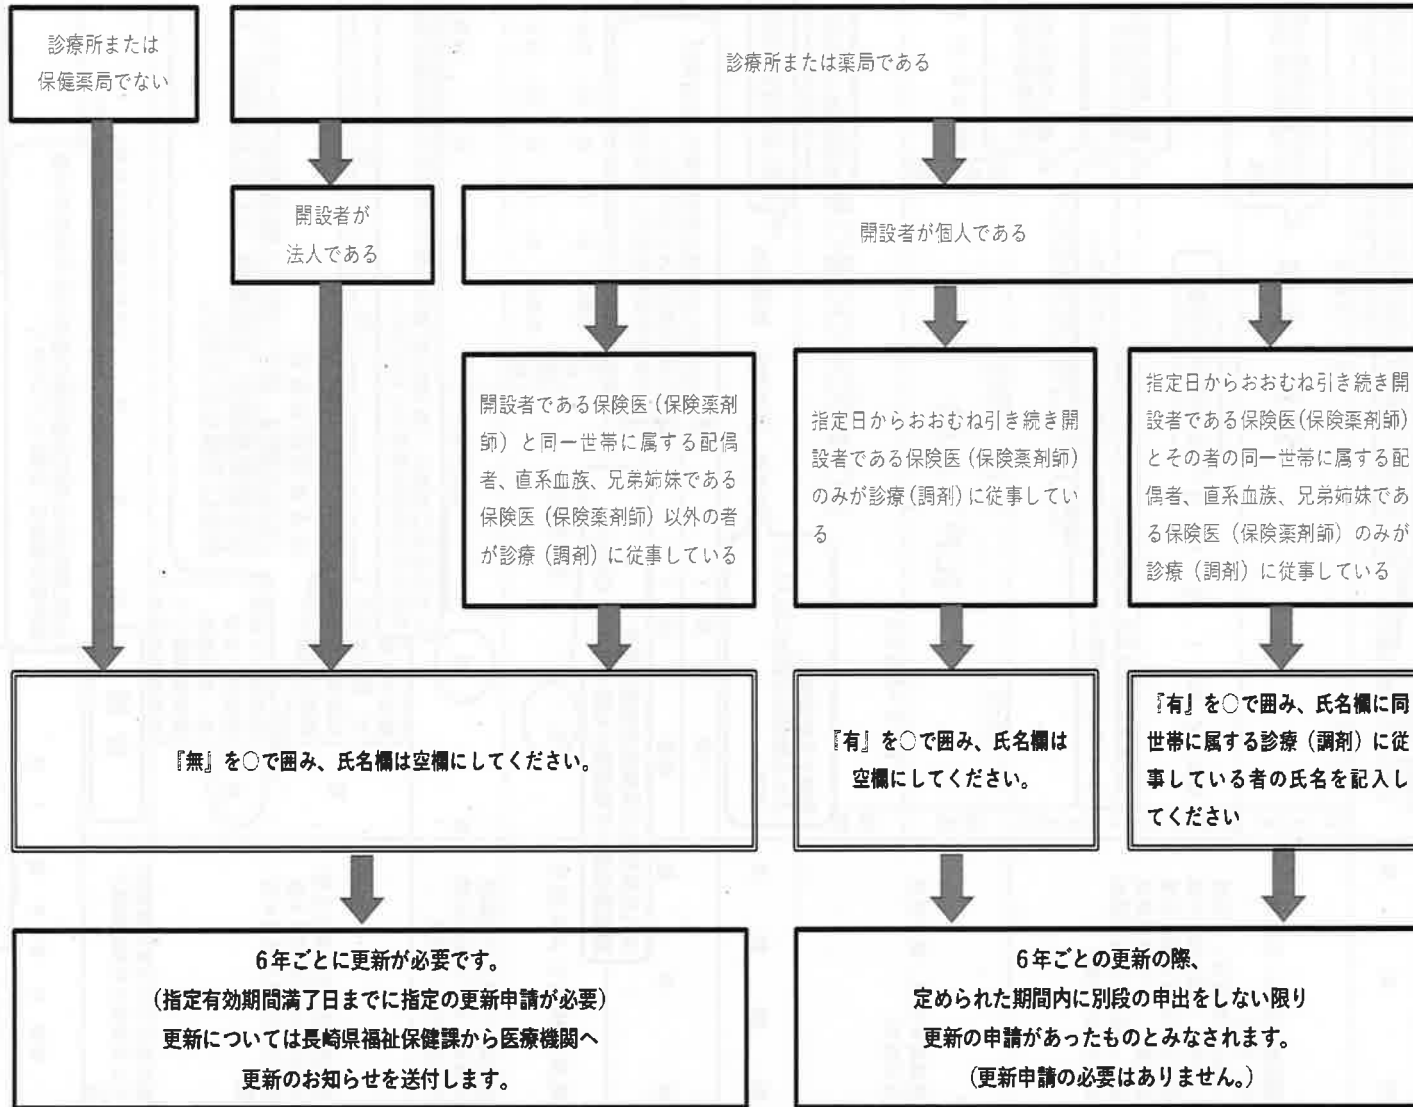 診療所または
保健薬局でない
診療所または薬局である
開設者が
法人である
開設者が個人である
開設者である保険医（保険薬剤
師）と同一世帯に属する配偶
者、直系血族、兄弟姉妹である
保険医（保険薬剤師）以外の者
が診療（調剤）に従事している
指定日からおおむね引き続き開
設者である保険医（保険薬剤師）
のみが診療（調剤）に従事してい
る
指定日からおおむね引き続き開
設者である保険医（保険薬剤師）
とその者の同一世帯に属する配
偶者、直系血族、兄弟姉妹であ
る保険医（保険薬剤師）のみが
診療（調剤）に従事している
『無』を○で囲み、氏名欄は空欄にしてください。
『有』を○で囲み、氏名欄は
空欄にしてください。
『有』を○で囲み、氏名欄に同
世帯に属する診療（調剤）に従
事している者の氏名を記入し
てください
6年ごとに更新が必要です。
（指定有効期間満了日までに指定の更新申請が必要）
更新については長崎県福祉保健課から医療機関へ
更新のお知らせを送付します。
6年ごとの更新の際、
定められた期間内に別段の申出をしない限り
更新の申請があったものとみなされます。
（更新申請の必要はありません。）